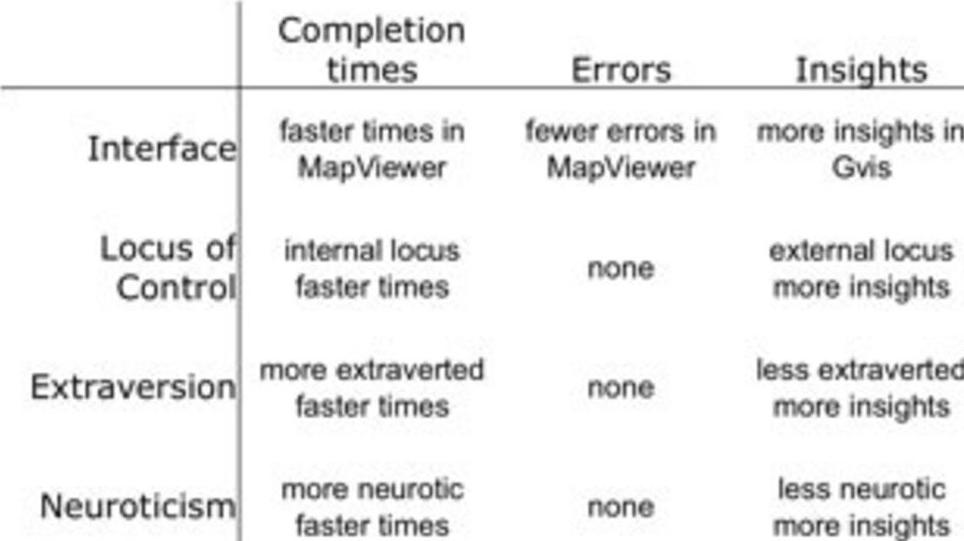 Completion
times
Errors
Insights
Interface
faster times in
MapViewer
fewer errors in
MapViewer
more insights in
Gvis
Locus of
Control
internal locus
faster times
none
external locus
more insights
Extraversion
more extraverted
faster times
none
less extraverted
more insights
Neuroticism
more neurotic
faster times
none
less neurotic
more insights